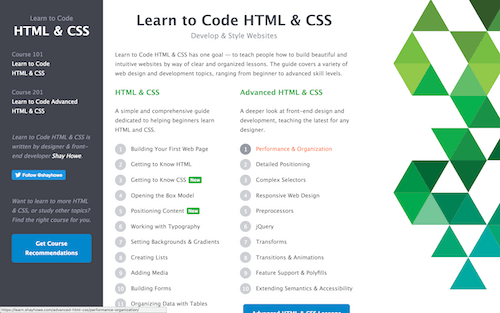 Learn to Code
HTML & CSS
Course 101
Learn to Code
HTML & CSS
Course 201
Learn to Code Advanced
HTML & CSS
Learn to Code HTML & CSS is
written by designer & front-
end developer Shay Howe.
Follow @shayhowe
Want to learn more HTML
& CSS, or study other topics?
Find the right course for you.
Get Course
Recommendations
Learn to Code HTML & CSS
Develop & Style Websites
Learn to Code HTML & CSS has one goal — to teach people how to build beautiful and
intuitive websites by way of clear and organized lessons. The guide covers a variety of
web design and development topics, ranging from beginner to advanced skill levels.
HTML & CSS
A simple and comprehensive guide
dedicated to helping beginners learn
HTML and CSS.
1 Building Your First Web Page
2 Getting to Know HTML
3 Getting to Know CSS New
4 Opening the Box Model
5 Positioning Content New
6 Working with Typography
7 Setting Backgrounds & Gradients
8 Creating Lists
9 Adding Media
10 Building Forms
11 Organizing Data with Tables
Advanced HTML & CSS
A deeper look at front-end design and
development, teaching the latest for any
designer.
1 Performance & Organization
2 Detailed Positioning
3 Complex Selectors
4 Responsive Web Design
5 Preprocessors
6 jQuery
7 Transforms
8 Transitions & Animations
9 Feature Support & Polyfills
10 Extending Semantics & Accessibility
Advanced HTML & CSS Lessons
https://learn.shayhowe.com/advanced-html-css/performance-organization/